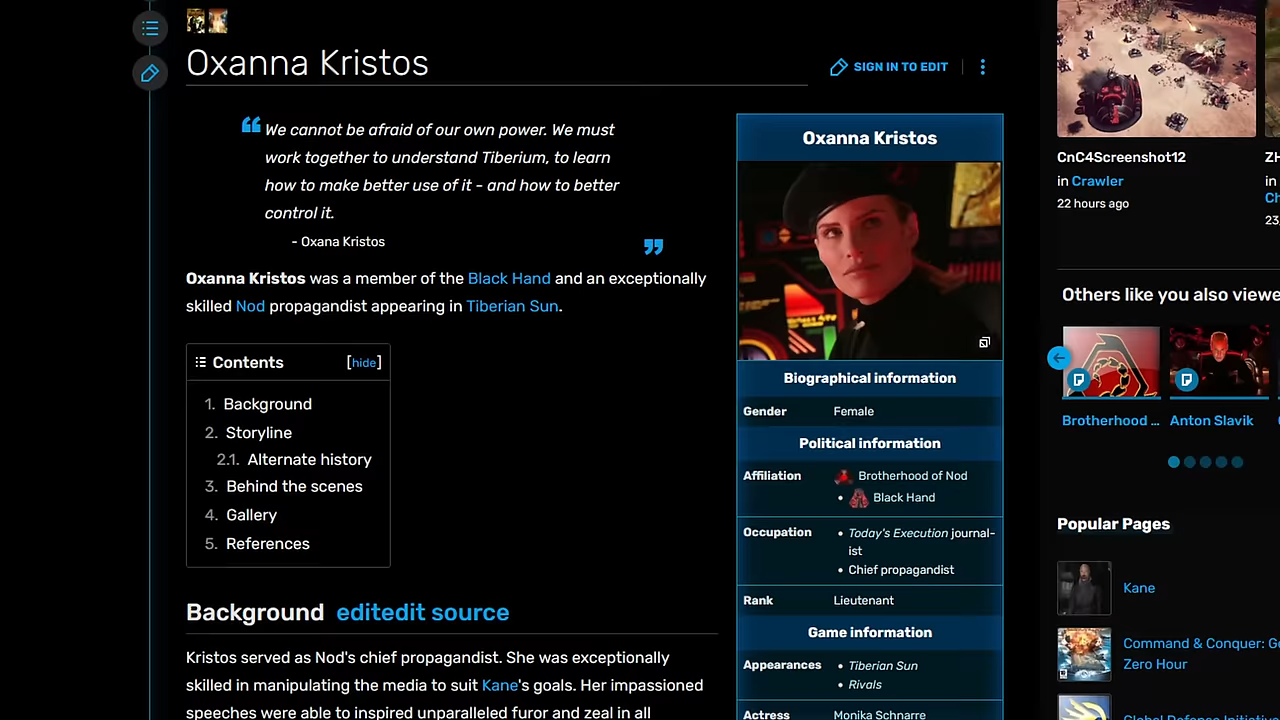 Oxanna Kristos
SIGN IN TO EDIT
We cannot be afraid of our own power. We must
work together to understand Tiberium, to learn
how to make better use of it - and how to better
control it.
- Oxana Kristos
Oxanna Kristos was a member of the Black Hand and an exceptionally
skilled Nod propagandist appearing in Tiberian Sun.
Contents [hide]
1. Background
2. Storyline
2.1. Alternate history
3. Behind the scenes
4. Gallery
5. References
Background editedit source
Kristos served as Nod's chief propagandist. She was exceptionally
skilled in manipulating the media to suit Kane's goals. Her impassioned
speeches were able to inspired unparalleled furor and zeal in all
Oxanna Kristos
Biographical information
Gender Female
Political information
Affiliation Brotherhood of Nod
• Black Hand
Occupation • Today's Execution journal-
ist
• Chief propagandist
Rank Lieutenant
Game information
Appearances • Tiberian Sun
• Rivals
Actress Monika Schnarre
CnC4Screenshot12
in Crawler
22 hours ago
ZH
in
Ch
23,
Others like you also viewe
Brotherhood ...
Anton Slavik
Popular Pages
Kane
Command & Conquer: Ge
Zero Hour
Global Defense Initiative